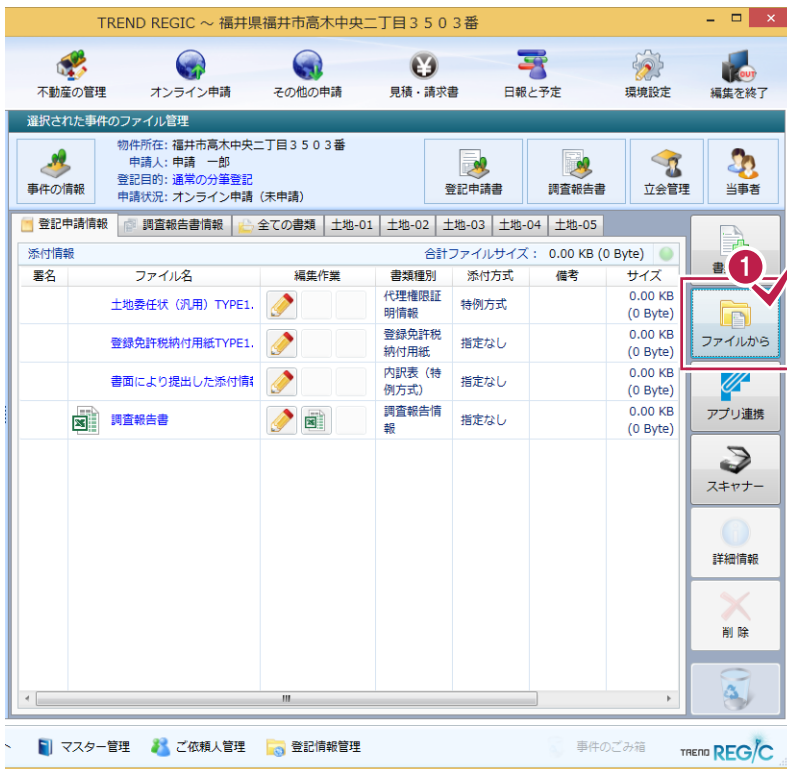 TREND REGIC ～ 福井県福井市高木中央二丁目３５０３番
不動産の管理 オンライン申請 その他の申請 見積・請求書 日報と予定 環境設定 編集を終了
OUT
選択された事件のファイル管理
事件の情報
物件所在: 福井市高木中央二丁目３５０３番
申請人: 申請　一郎
登記目的: 通常の分筆登記
申請状況: オンライン申請（未申請）
登記申請書 調査報告書 立会管理 当事者
登記申請情報 調査報告書情報 全ての書類 土地-01 土地-02 土地-03 土地-04 土地-05
添付情報 合計ファイルサイズ： 0.00 KB (0 Byte)
署名 ファイル名 編集作業 書類種別 添付方式 備考 サイズ
土地委任状（汎用）TYPE1. 代理権限証明情報 特例方式 0.00 KB (0 Byte)
登録免許税納付用紙TYPE1. 登録免許税納付用紙 指定なし 0.00 KB (0 Byte)
書面により提出した添付情 内訳表（特例方式） 指定なし 0.00 KB (0 Byte)
調査報告書 調査報告情報 指定なし 0.00 KB (0 Byte)
書
1
ファイルから
アプリ連携
スキャナー
詳細情報
削 除
マスター管理 ご依頼人管理 登記情報管理 事件のごみ箱 TREND REGIC